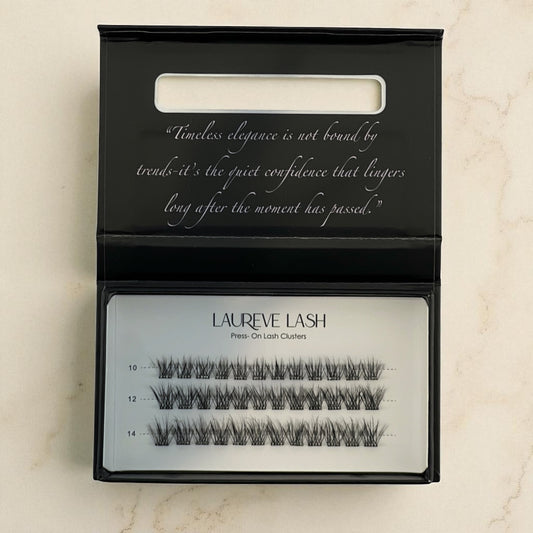 “Timeless elegance is not bound by
trends-it's the quiet confidence that lingers
long after the moment has passed.”
LAUREVE LASH
Press- On Lash Clusters
10
12
14